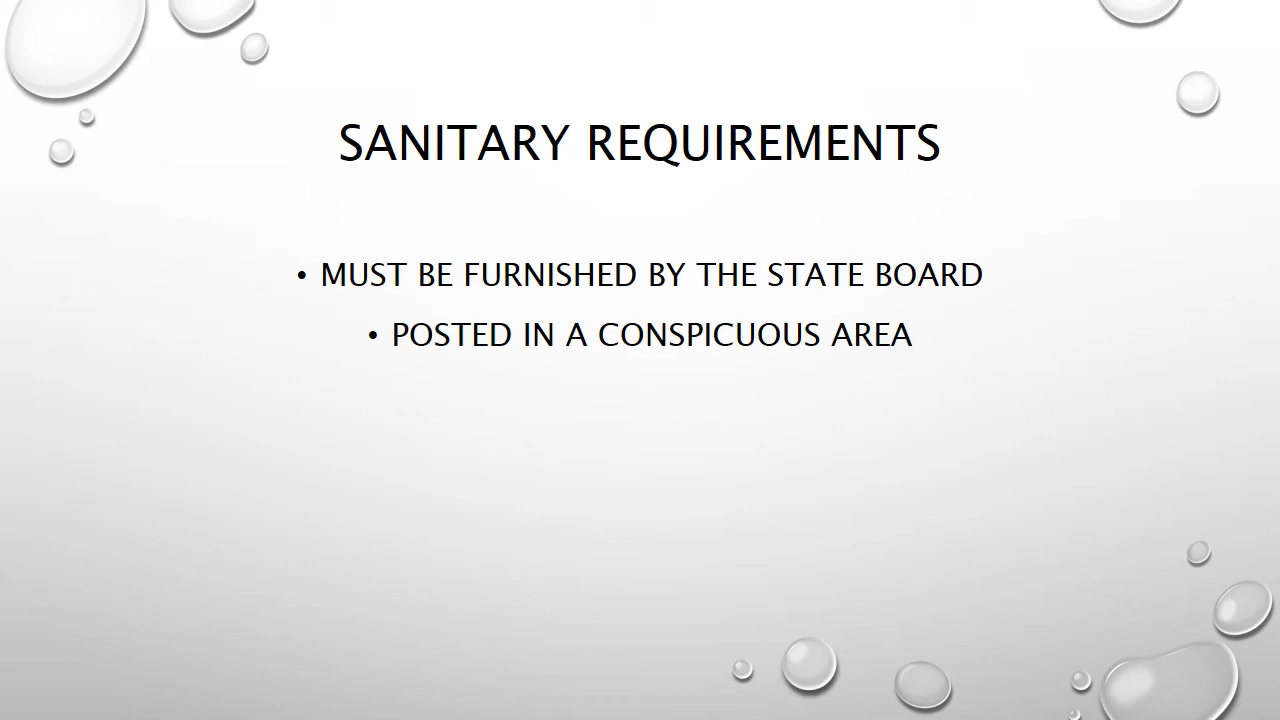 SANITARY REQUIREMENTS
• MUST BE FURNISHED BY THE STATE BOARD
• POSTED IN A CONSPICUOUS AREA